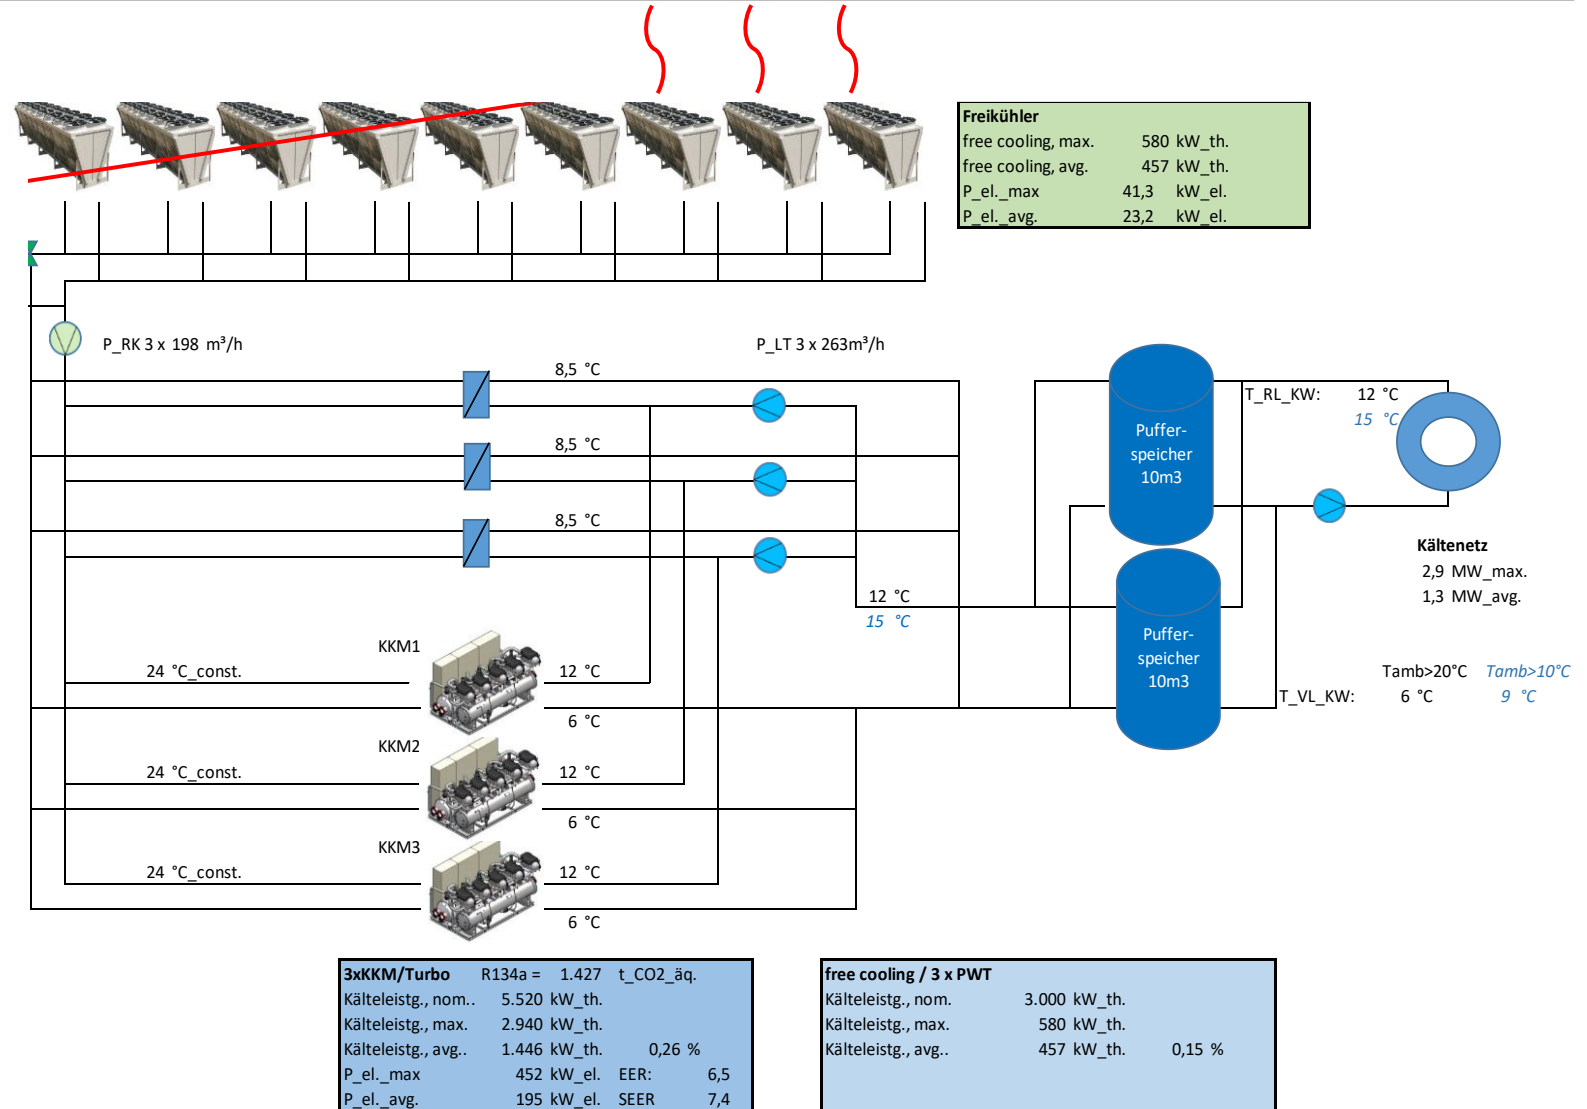 Freikühler
free cooling, max. 580 kW_th.
free cooling, avg. 457 kW_th.
P_el._max 41,3 kW_el.
P_el._avg. 23,2 kW_el.
P_RK 3 x 198 m³/h
P_LT 3 x 263m³/h
8,5 °C
T_RL_KW: 12 °C
15 °C
Puffer-
speicher
10m3
8,5 °C
8,5 °C
Kältenetz
2,9 MW_max.
1,3 MW_avg.
12 °C
15 °C
Puffer-
speicher
10m3
KKM1
24 °C_const. 12 °C
6 °C
Tamb>20°C Tamb>10°C
T_VL_KW: 6 °C 9 °C
KKM2
24 °C_const. 12 °C
6 °C
KKM3
24 °C_const. 12 °C
6 °C
3xKKM/Turbo R134a = 1.427 t_CO2_äq.
Kälteleistg., nom.. 5.520 kW_th.
Kälteleistg., max. 2.940 kW_th.
Kälteleistg., avg.. 1.446 kW_th. 0,26 %
P_el._max 452 kW_el. EER: 6,5
P_el._avg. 195 kW_el. SEER 7,4
free cooling / 3 x PWT
Kälteleistg., nom. 3.000 kW_th.
Kälteleistg., max. 580 kW_th.
Kälteleistg., avg.. 457 kW_th. 0,15 %